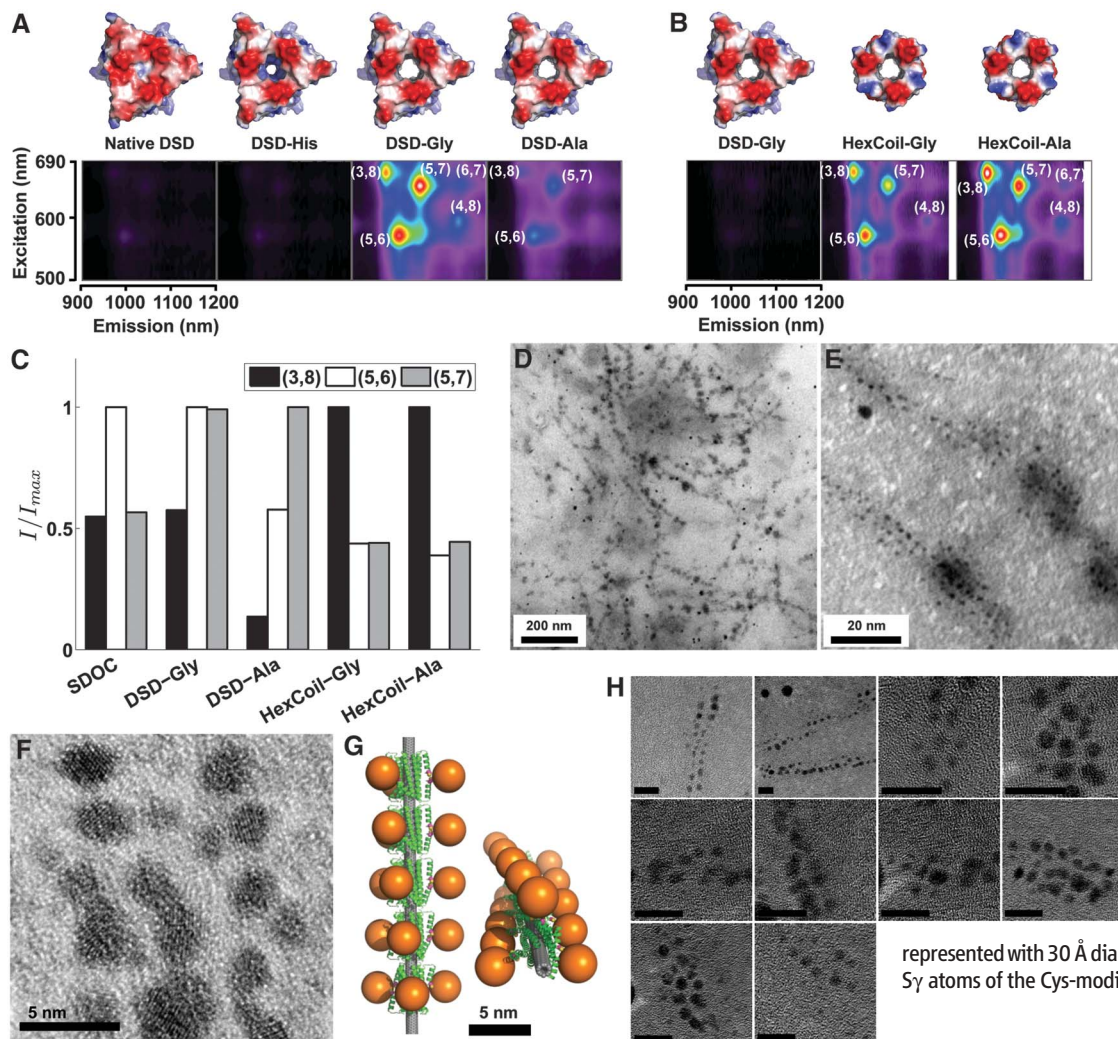 A
Native DSD
DSD-His
DSD-Gly
DSD-Ala
Excitation (nm)
690
600
500
(3,8)
(5,7)
(6,7)
(4,8)
(5,6)
(3,8)
(5,7)
(5,6)
900
1000
1100
1200
Emission (nm)
B
DSD-Gly
HexCoil-Gly
HexCoil-Ala
690
600
500
(3,8)
(5,7)
(4,8)
(5,6)
(3,8)
(5,7)
(4,8)
(5,6)
900
1000
1100
1200
Emission (nm)
C
(3,8) (5,6) (5,7)
I/Imax
1
0.5
0
SDOC
DSD-Gly
DSD-Ala
HexCoil-Gly
HexCoil-Ala
D
200 nm
E
20 nm
F
5 nm
G
5 nm
H
represented with 30 Å dia
Sγ atoms of the Cys-modi